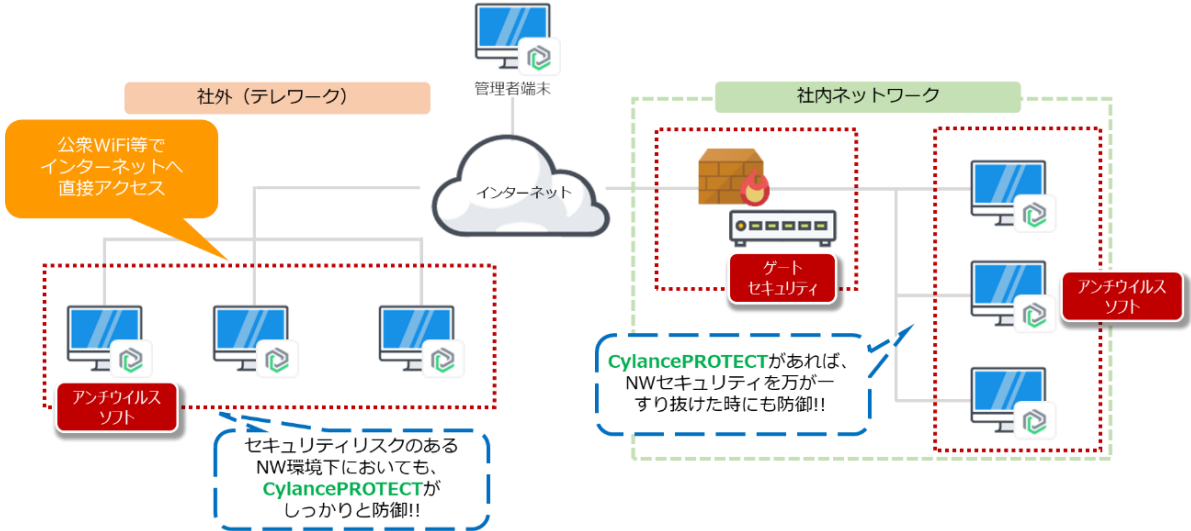 管理者端末
社外（テレワーク）
社内ネットワーク
公衆WiFi等で
インターネットへ
直接アクセス
インターネット
ゲート
セキュリティ
アンチウイルス
ソフト
CylancePROTECTがあれば、
NWセキュリティを万が一
すり抜けた時にも防御!!
アンチウイルス
ソフト
セキュリティリスクのある
NW環境下においても、
CylancePROTECTが
しっかりと防御!!